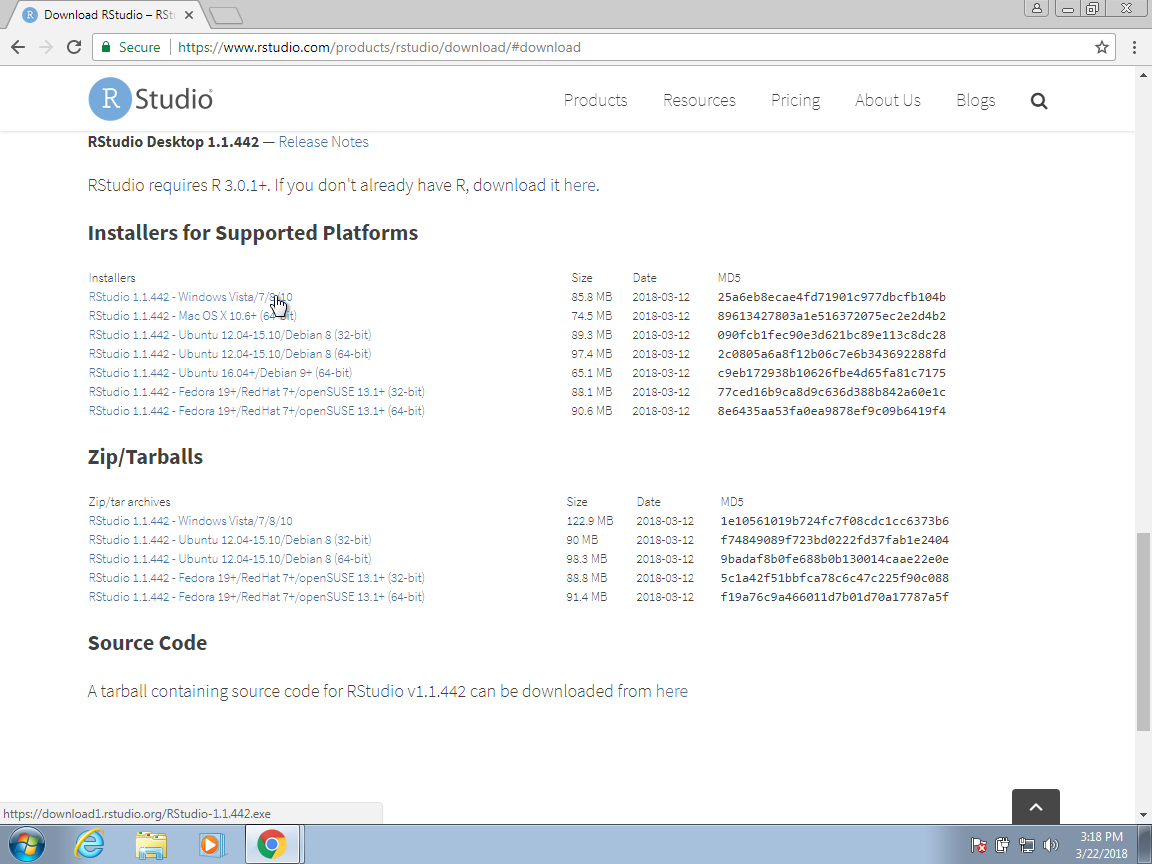 Download RStudio – RSt
Secure https://www.rstudio.com/products/rstudio/download/#download
R Studio Products Resources Pricing About Us Blogs
RStudio Desktop 1.1.442 — Release Notes
RStudio requires R 3.0.1+. If you don't already have R, download it here.
Installers for Supported Platforms
Installers Size Date MD5
RStudio 1.1.442 - Windows Vista/7/8/10 85.8 MB 2018-03-12 25a6eb8ecae4fd71901c977dbcfb104b
RStudio 1.1.442 - Mac OS X 10.6+ (64-bit) 74.5 MB 2018-03-12 89613427803a1e516372075ec2e2d4b2
RStudio 1.1.442 - Ubuntu 12.04-15.10/Debian 8 (32-bit) 89.3 MB 2018-03-12 090fcb1fec90e3d621bc89e113c8dc28
RStudio 1.1.442 - Ubuntu 12.04-15.10/Debian 8 (64-bit) 97.4 MB 2018-03-12 2c0805a6a8f12b06c7e6b343692288fd
RStudio 1.1.442 - Ubuntu 16.04+/Debian 9+ (64-bit) 65.1 MB 2018-03-12 c9eb172938b10626fbe4d65fa81c7175
RStudio 1.1.442 - Fedora 19+/RedHat 7+/openSUSE 13.1+ (32-bit) 88.1 MB 2018-03-12 77ced16b9ca8d9c636d388b842a60e1c
RStudio 1.1.442 - Fedora 19+/RedHat 7+/openSUSE 13.1+ (64-bit) 90.6 MB 2018-03-12 8e6435aa53fa0ea9878ef9c09b6419f4
Zip/Tarballs
Zip/tar archives Size Date MD5
RStudio 1.1.442 - Windows Vista/7/8/10 122.9 MB 2018-03-12 1e10561019b724fc7f08cdc1cc6373b6
RStudio 1.1.442 - Ubuntu 12.04-15.10/Debian 8 (32-bit) 90 MB 2018-03-12 f74849089f723bd0222fd37fab1e2404
RStudio 1.1.442 - Ubuntu 12.04-15.10/Debian 8 (64-bit) 98.3 MB 2018-03-12 9badaf8b0fe688b0b130014caae22e0e
RStudio 1.1.442 - Fedora 19+/RedHat 7+/openSUSE 13.1+ (32-bit) 88.8 MB 2018-03-12 5c1a42f51bbfca78c6c47c225f90c088
RStudio 1.1.442 - Fedora 19+/RedHat 7+/openSUSE 13.1+ (64-bit) 91.4 MB 2018-03-12 f19a76c9a466011d7b01d70a17787a5f
Source Code
A tarball containing source code for RStudio v1.1.442 can be downloaded from here
https://download1.rstudio.org/RStudio-1.1.442.exe
3:18 PM
3/22/2018